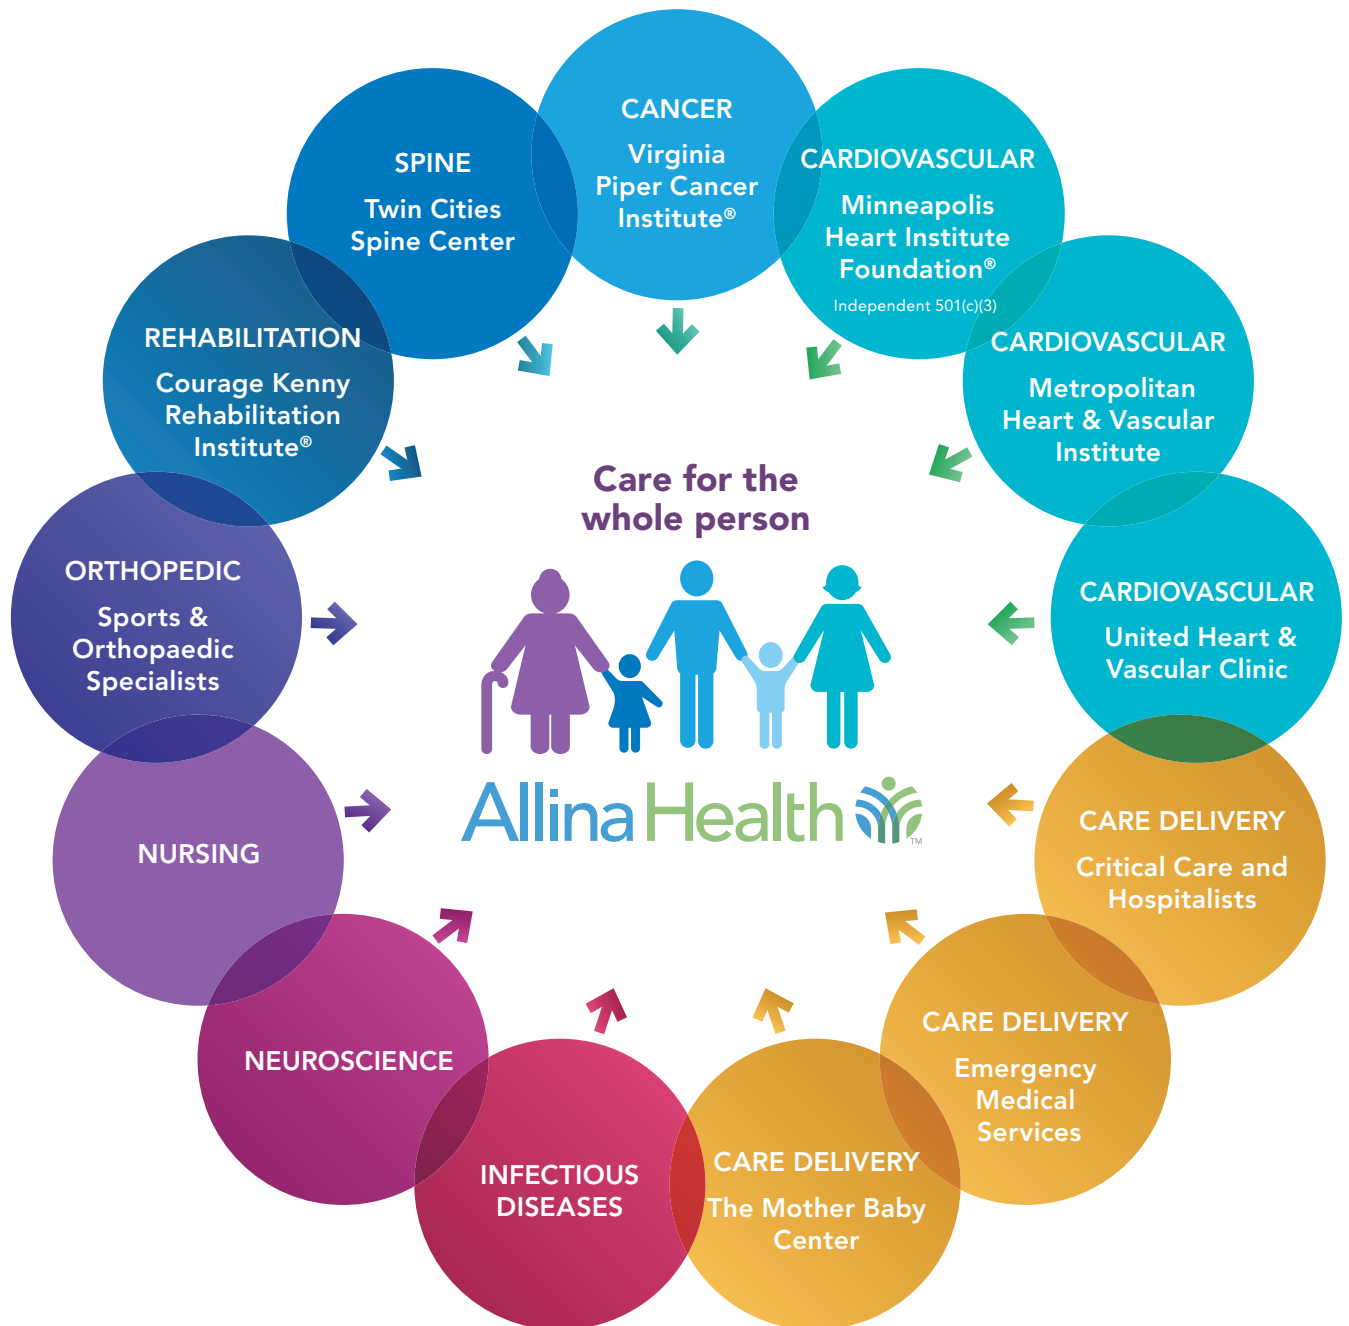 CANCER
Virginia
Piper Cancer
Institute®
CARDIOVASCULAR
Minneapolis
Heart Institute
Foundation®
Independent 501(c)(3)
CARDIOVASCULAR
Metropolitan
Heart & Vascular
Institute
CARDIOVASCULAR
United Heart &
Vascular Clinic
CARE DELIVERY
Critical Care and
Hospitalists
CARE DELIVERY
Emergency
Medical
Services
CARE DELIVERY
The Mother Baby
Center
INFECTIOUS
DISEASES
NEUROSCIENCE
NURSING
ORTHOPEDIC
Sports &
Orthopaedic
Specialists
REHABILITATION
Courage Kenny
Rehabilitation
Institute®
SPINE
Twin Cities
Spine Center
Care for the
whole person
Allina Health™